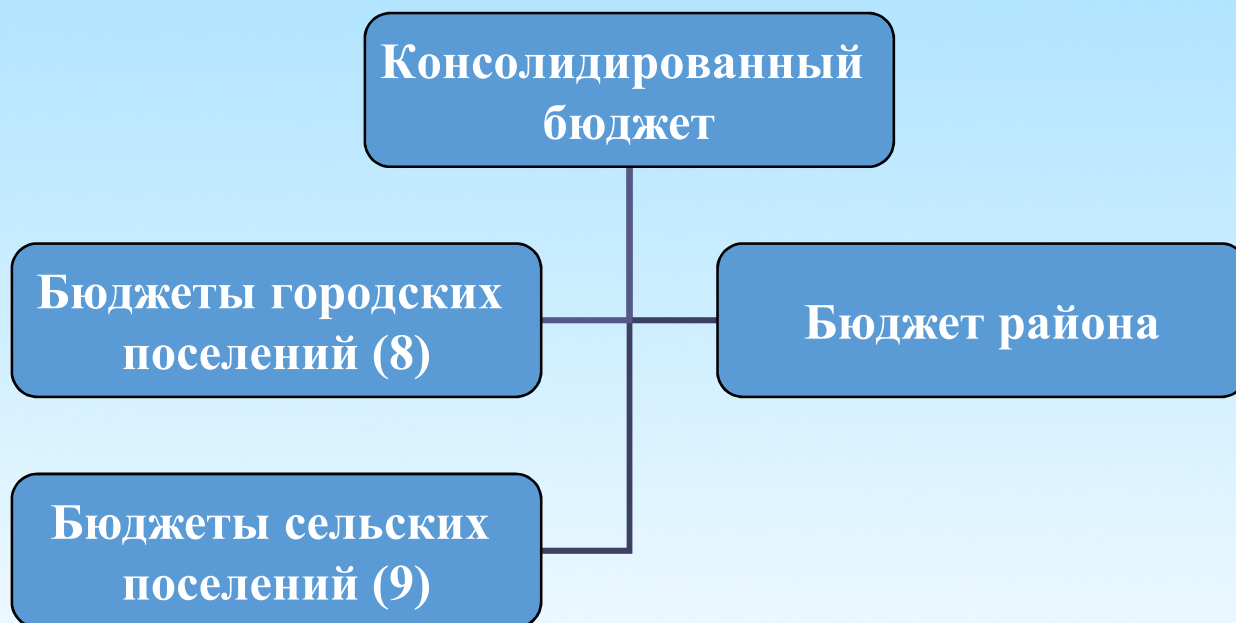 Консолидированный
бюджет
Бюджеты городских
поселений (8)
Бюджет района
Бюджеты сельских
поселений (9)